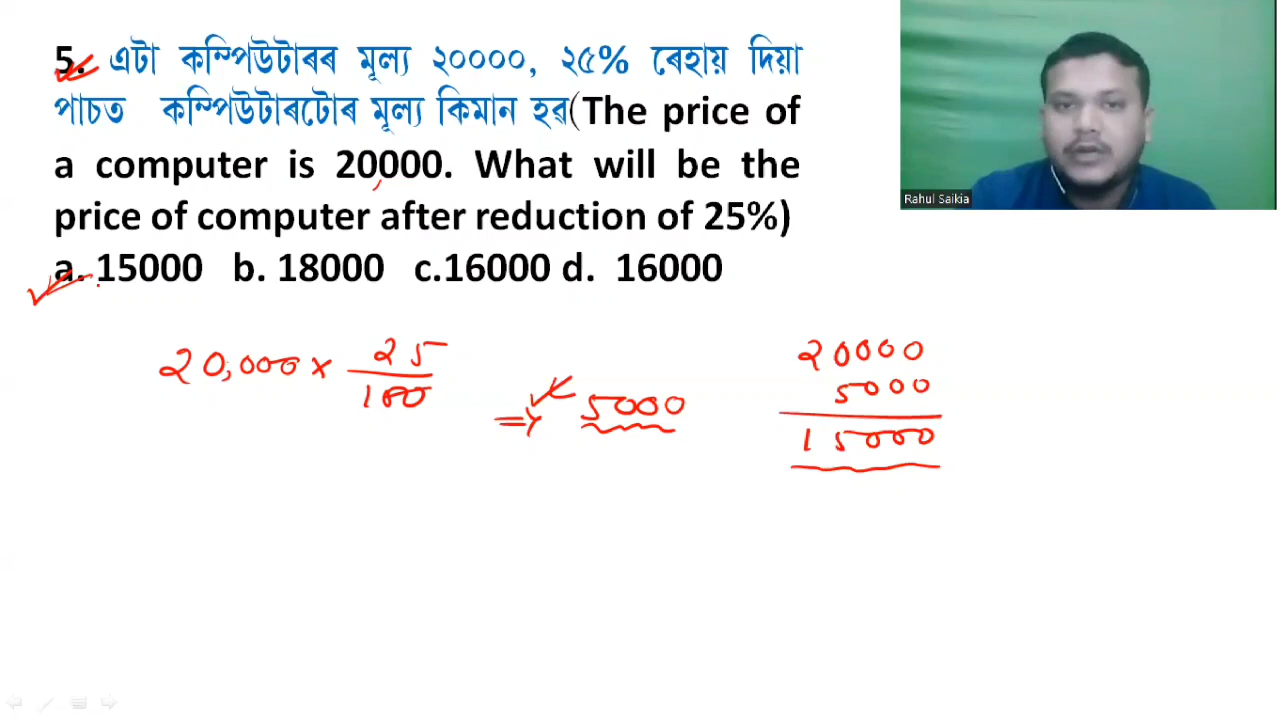 5. এটা কম্পিউটাৰৰ মূল্য ২০০০০, ২৫% ৰেহায় দিয়া
পাচত কম্পিউটাৰটোৰ মূল্য কিমান হৱ(The price of
a computer is 20000. What will be the
price of computer after reduction of 25%)
a. 15000 b. 18000 c.16000 d. 16000
Rahul Saikia
20,000 × 25
100
⇒ 5000
20000
5000
15000